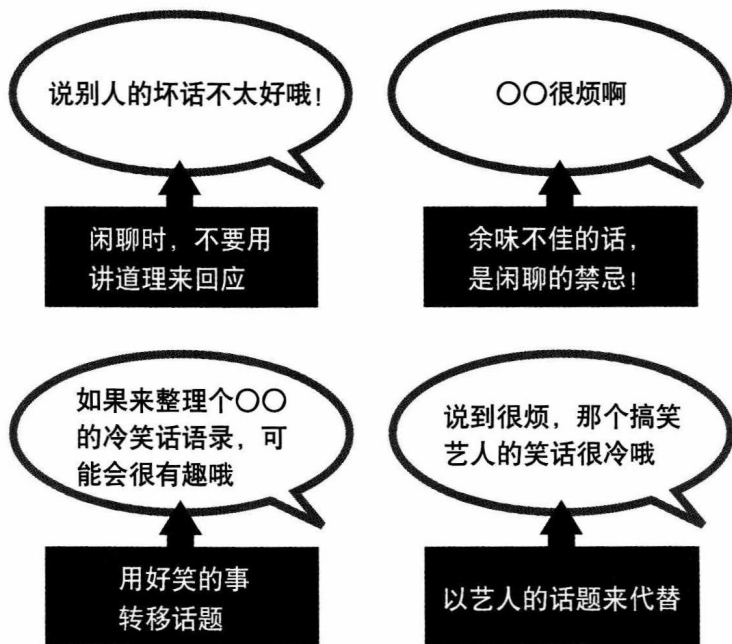 说别人的坏话不太好哦!
〇〇很烦啊
闲聊时，不要用
讲道理来回应
余味不佳的话，
是闲聊的禁忌!
如果来整理个〇〇
的冷笑话语录，可
能会很有趣哦
说到很烦，那个搞笑
艺人的笑话很冷哦
用好笑的事
转移话题
以艺人的话题来代替